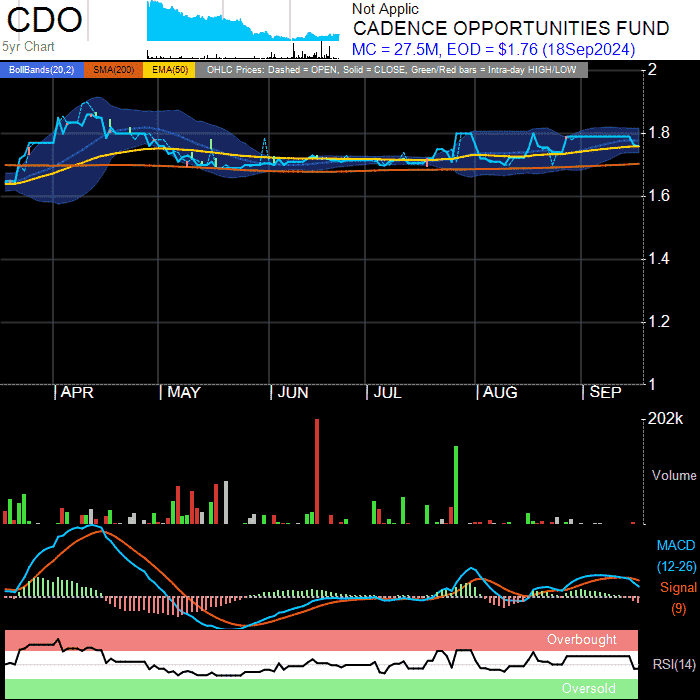 CDO
5yr Chart
Not Applic
CADENCE OPPORTUNITIES FUND
MC = 27.5M, EOD = $1.76 (18Sep2024)
BollBands(20,2) SMA(200) EMA(50) OHLC Prices: Dashed = OPEN, Solid = CLOSE, Green/Red bars = Intra-day HIGH/LOW
2
1.8
1.6
1.4
1.2
1
APR MAY JUN JUL AUG SEP
202k
Volume
MACD
(12-26)
Signal
(9)
Overbought
RSI(14)
Oversold